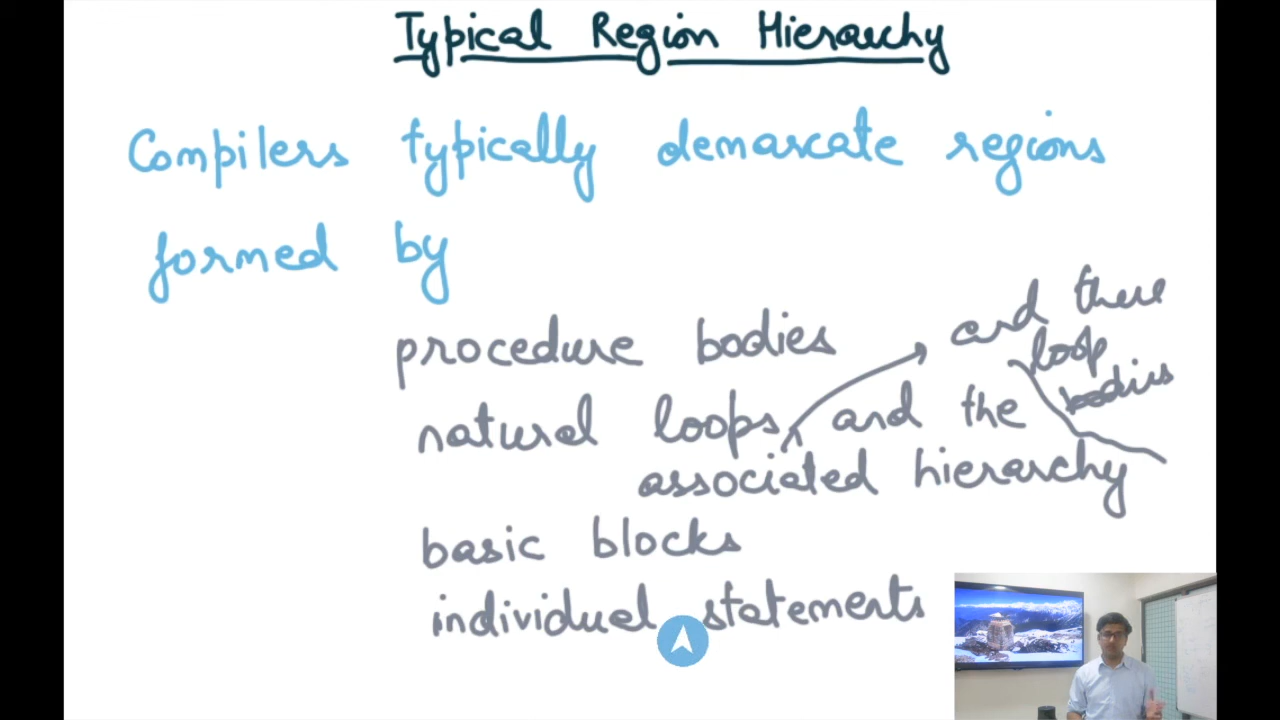 Typical Region Hierarchy
Compilers typically demarcate regions
formed by
procedure bodies
and there
loop
bodies
natural loops, and the
associated hierarchy
basic blocks
individual statements